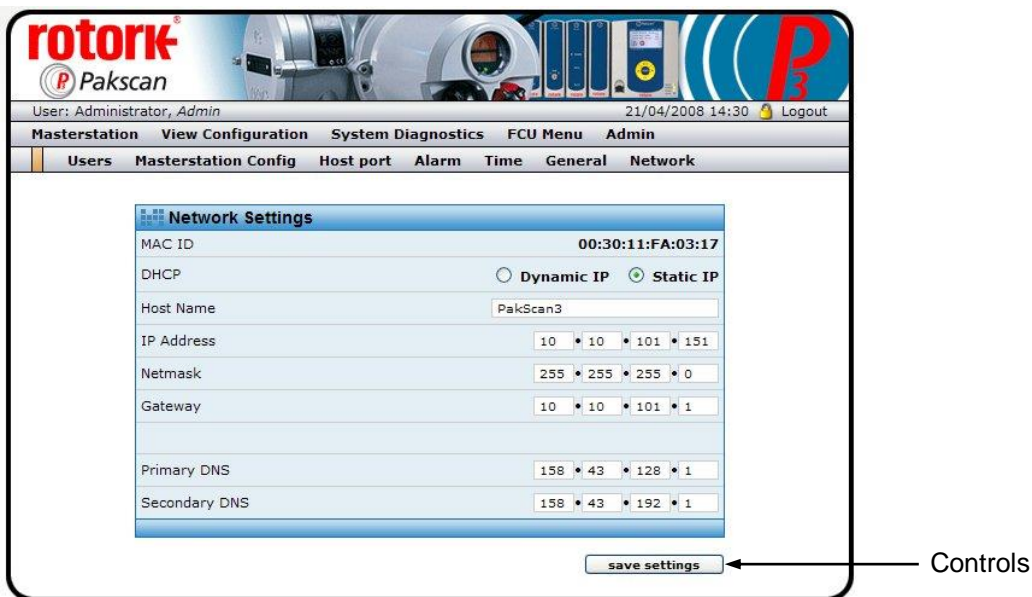 rotork®
P Pakscan
P3
User: Administrator, Admin 21/04/2008 14:30 Logout
Masterstation View Configuration System Diagnostics FCU Menu Admin
Users Masterstation Config Host port Alarm Time General Network
Network Settings
MAC ID 00:30:11:FA:03:17
DHCP Dynamic IP Static IP
Host Name PakScan3
IP Address 10 • 10 • 101 • 151
Netmask 255 • 255 • 255 • 0
Gateway 10 • 10 • 101 • 1
Primary DNS 158 • 43 • 128 • 1
Secondary DNS 158 • 43 • 192 • 1
save settings
Controls